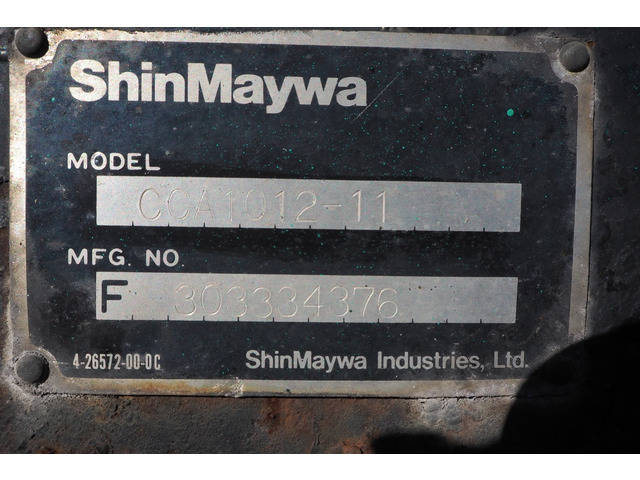 ShinMaywa
MODEL
CCA1012-11
MFG. NO.
F 303334376
4-26572-00-0C
ShinMaywa Industries, Ltd.